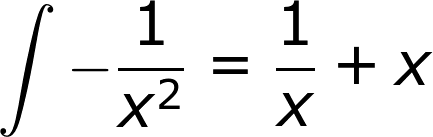 ∫ −1/x² = 1/x + x